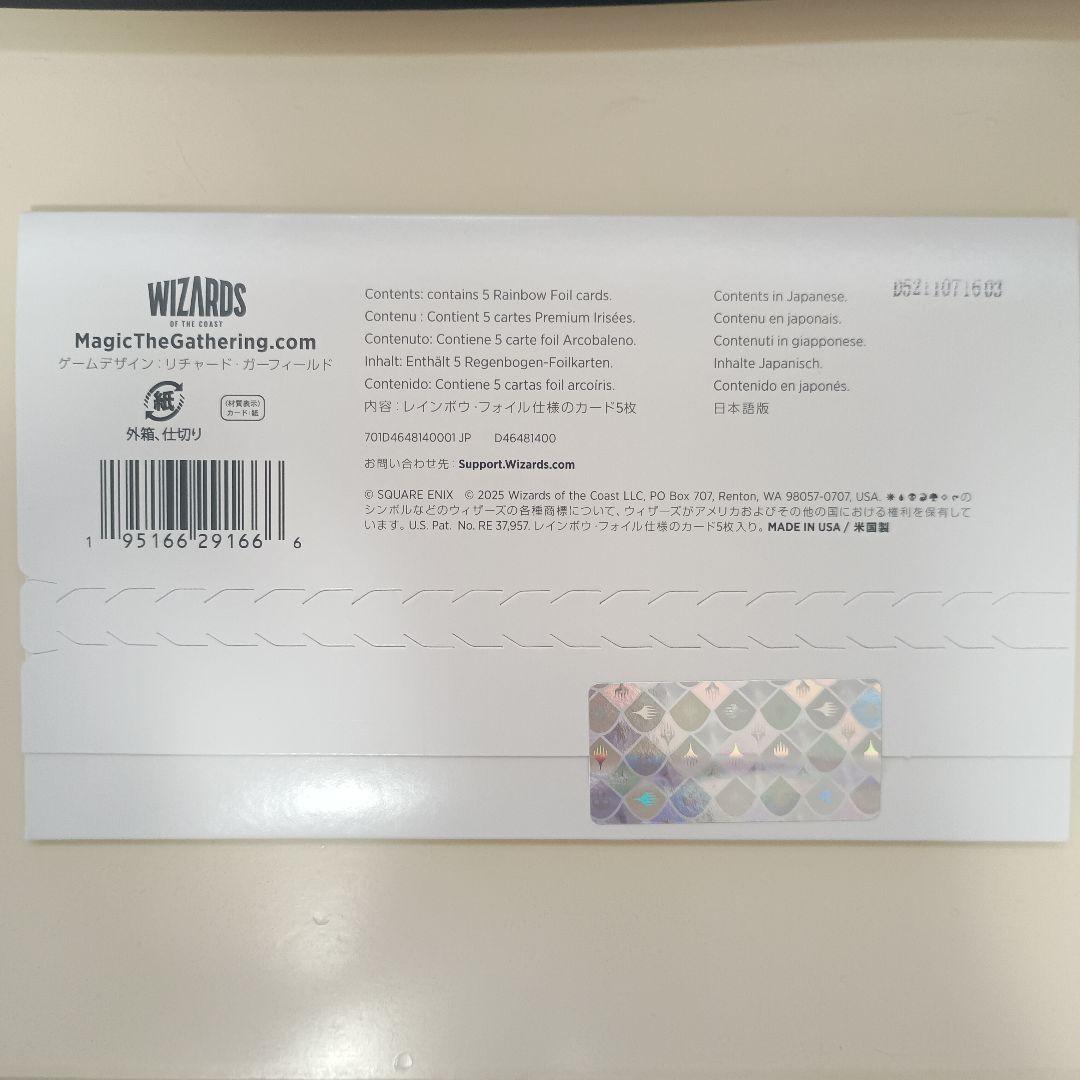 WIZARDS
OF THE COAST
MagicTheGathering.com
ゲームデザイン：リチャード・ガーフィールド
紙
(材質表示)
カード：紙
外箱、仕切り
1 95166 29166 6
Contents: contains 5 Rainbow Foil cards.
Contenu : Contient 5 cartes Premium Irisées.
Contenuto: Contiene 5 carte foil Arcobaleno.
Inhalt: Enthält 5 Regenbogen-Foilkarten.
Contenido: Contiene 5 cartas foil arcoíris.
内容：レインボウ・フォイル仕様のカード5枚
Contents in Japanese.
Contenu en japonais.
Contenuti in giapponese.
Inhalte Japanisch.
Contenido en japonés.
日本語版
701D4648140001 JP D46481400
お問い合わせ先：Support.Wizards.com
© SQUARE ENIX © 2025 Wizards of the Coast LLC, PO Box 707, Renton, WA 98057-0707, USA. の
シンボルなどのウィザーズの各種商標について、ウィザーズがアメリカおよびその他の国における権利を保有して
います。U.S. Pat. No. RE 37,957. レインボウ・フォイル仕様のカード5枚入り。MADE IN USA / 米国製